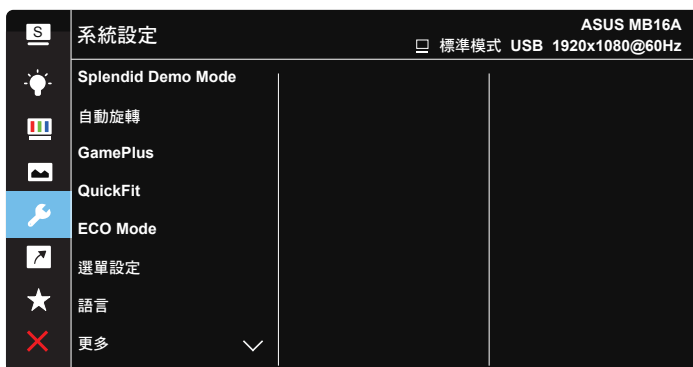 S
系統設定
ASUS MB16A
標準模式 USB 1920x1080@60Hz
Splendid Demo Mode
自動旋轉
GamePlus
QuickFit
ECO Mode
選單設定
語言
更多